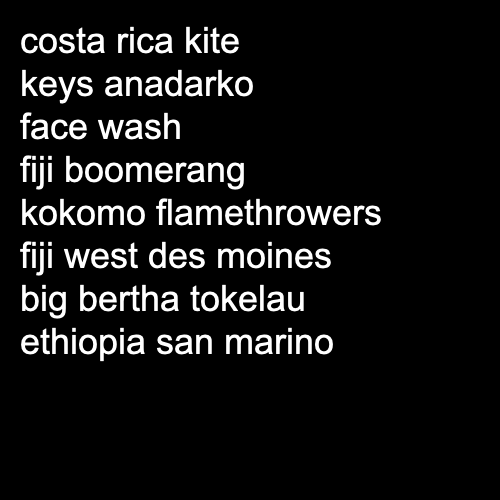 costa rica kite
keys anadarko
face wash
fiji boomerang
kokomo flamethrowers
fiji west des moines
big bertha tokelau
ethiopia san marino